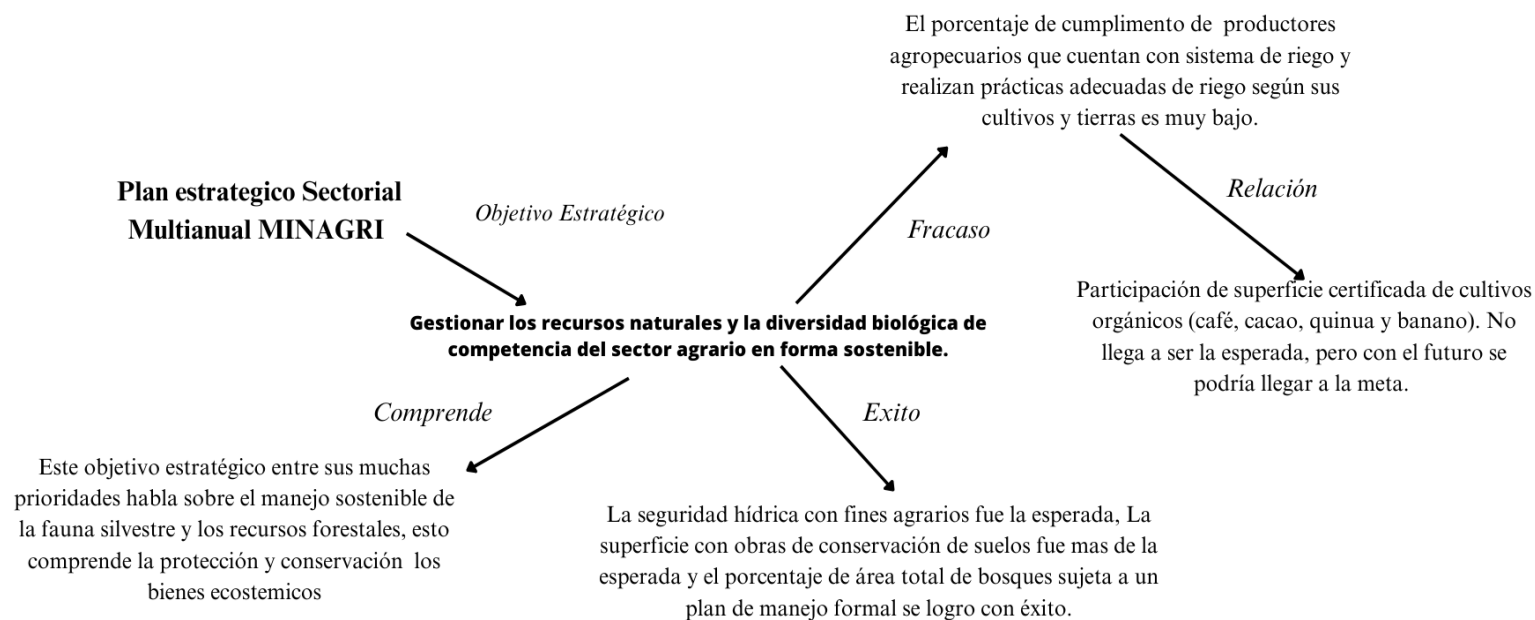 El porcentaje de cumplimento de productores
agropecuarios que cuentan con sistema de riego y
realizan prácticas adecuadas de riego según sus
cultivos y tierras es muy bajo.
Plan estrategico Sectorial
Multianual MINAGRI
Objetivo Estratégico
Fracaso
Relación
Gestionar los recursos naturales y la diversidad biológica de
competencia del sector agrario en forma sostenible.
Participación de superficie certificada de cultivos
orgánicos (café, cacao, quinua y banano). No
llega a ser la esperada, pero con el futuro se
podría llegar a la meta.
Comprende
Exito
Este objetivo estratégico entre sus muchas
prioridades habla sobre el manejo sostenible de
la fauna silvestre y los recursos forestales, esto
comprende la protección y conservación los
bienes ecostemicos
La seguridad hídrica con fines agrarios fue la esperada, La
superficie con obras de conservación de suelos fue mas de la
esperada y el porcentaje de área total de bosques sujeta a un
plan de manejo formal se logro con éxito.